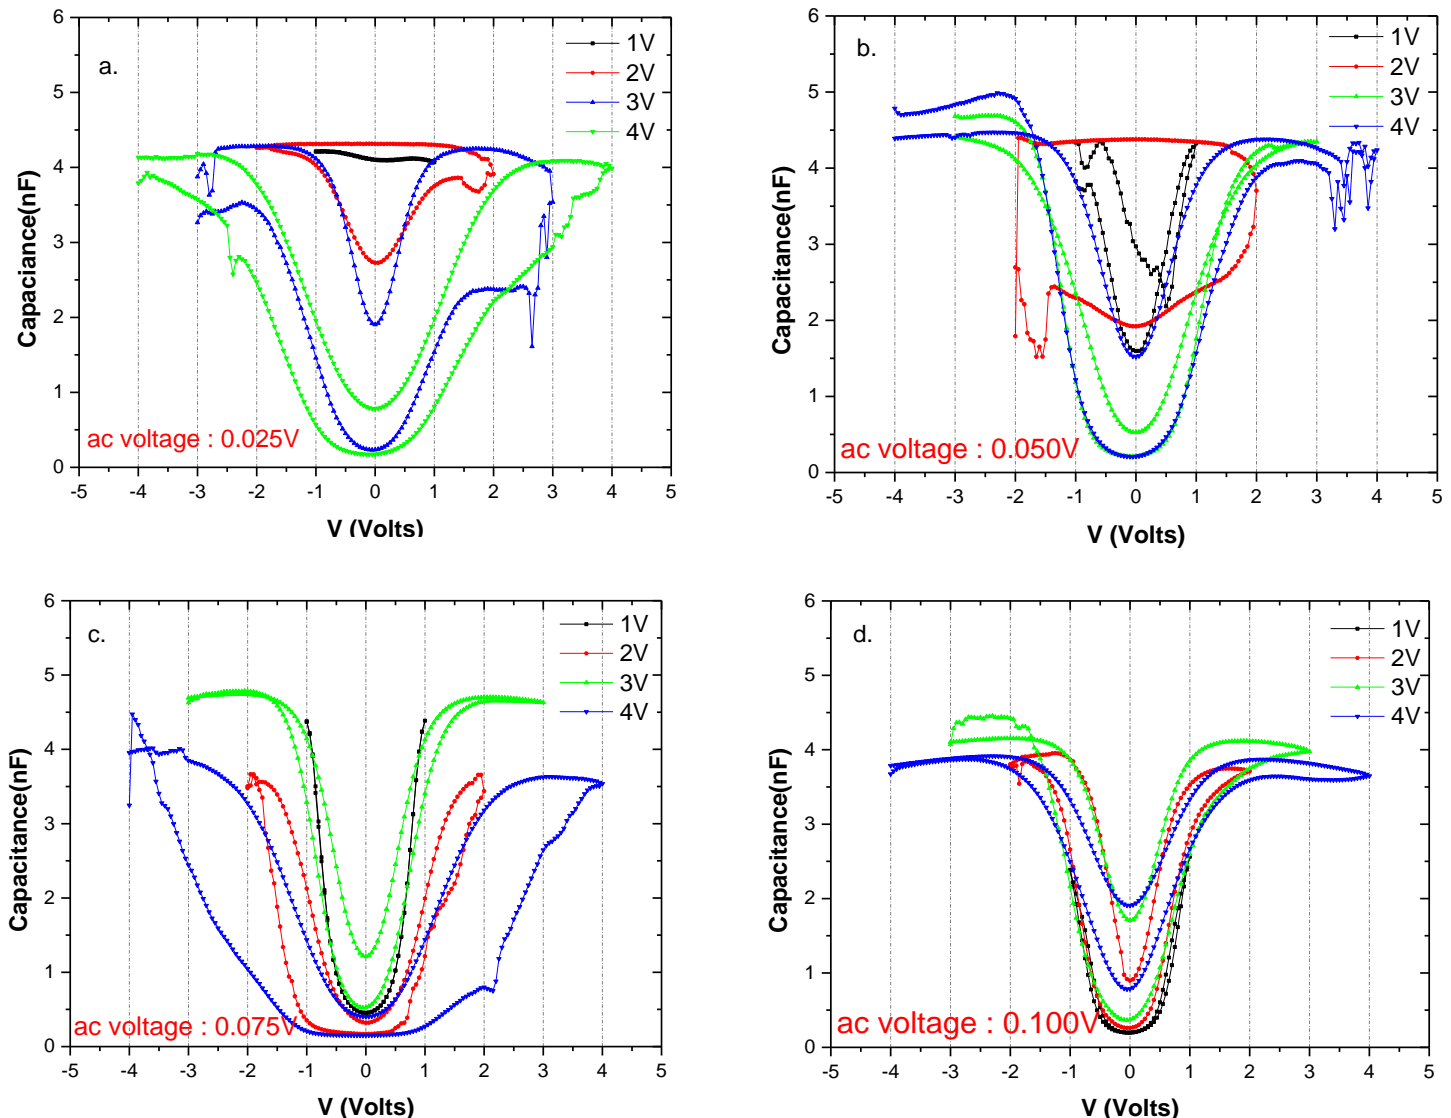 a.
1V
2V
3V
4V
6
5
4
3
2
1
0
Capaciance(nF)
ac voltage : 0.025V
-5 -4 -3 -2 -1 0 1 2 3 4 5
V (Volts)
b.
1V
2V
3V
4V
6
5
4
3
2
1
0
Capacitance(nF)
ac voltage : 0.050V
-5 -4 -3 -2 -1 0 1 2 3 4 5
V (Volts)
c.
1V
2V
3V
4V
6
5
4
3
2
1
0
Capacitance(nF)
ac voltage : 0.075V
-5 -4 -3 -2 -1 0 1 2 3 4 5
V (Volts)
d.
1V
2V
3V
4V
6
5
4
3
2
1
0
Capacitance(nF)
ac voltage : 0.100V
-5 -4 -3 -2 -1 0 1 2 3 4 5
V (Volts)